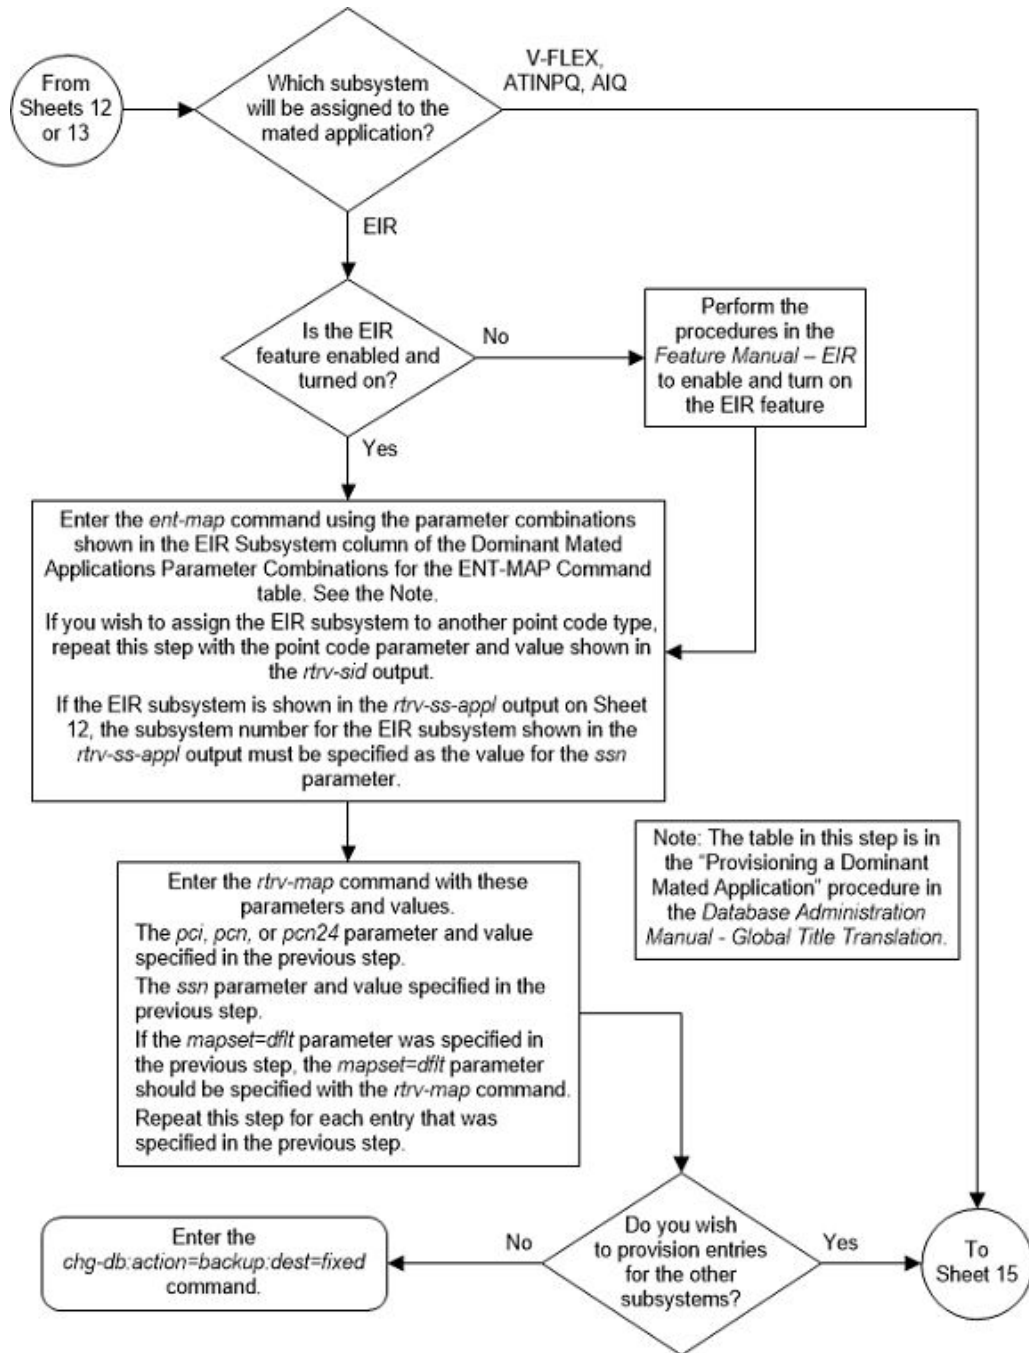 From
Sheets 12
or 13
Which subsystem
will be assigned to the
mated application?
V-FLEX,
ATINPQ, AIQ
EIR
Is the EIR
feature enabled and
turned on?
No
Perform the
procedures in the
Feature Manual – EIR
to enable and turn on
the EIR feature
Yes
Enter the ent-map command using the parameter combinations
shown in the EIR Subsystem column of the Dominant Mated
Applications Parameter Combinations for the ENT-MAP Command
table. See the Note.
If you wish to assign the EIR subsystem to another point code type,
repeat this step with the point code parameter and value shown in
the rtrv-sid output.
If the EIR subsystem is shown in the rtrv-ss-appl output on Sheet
12, the subsystem number for the EIR subsystem shown in the
rtrv-ss-appl output must be specified as the value for the ssn
parameter.
Note: The table in this step is in
the “Provisioning a Dominant
Mated Application” procedure in
the Database Administration
Manual - Global Title Translation.
Enter the rtrv-map command with these
parameters and values.
The pci, pcn, or pcn24 parameter and value
specified in the previous step.
The ssn parameter and value specified in the
previous step.
If the mapset=dflt parameter was specified in
the previous step, the mapset=dflt parameter
should be specified with the rtrv-map command.
Repeat this step for each entry that was
specified in the previous step.
Do you wish
to provision entries
for the other
subsystems?
No
Yes
Enter the
chg-db:action=backup:dest=fixed
command.
To
Sheet 15